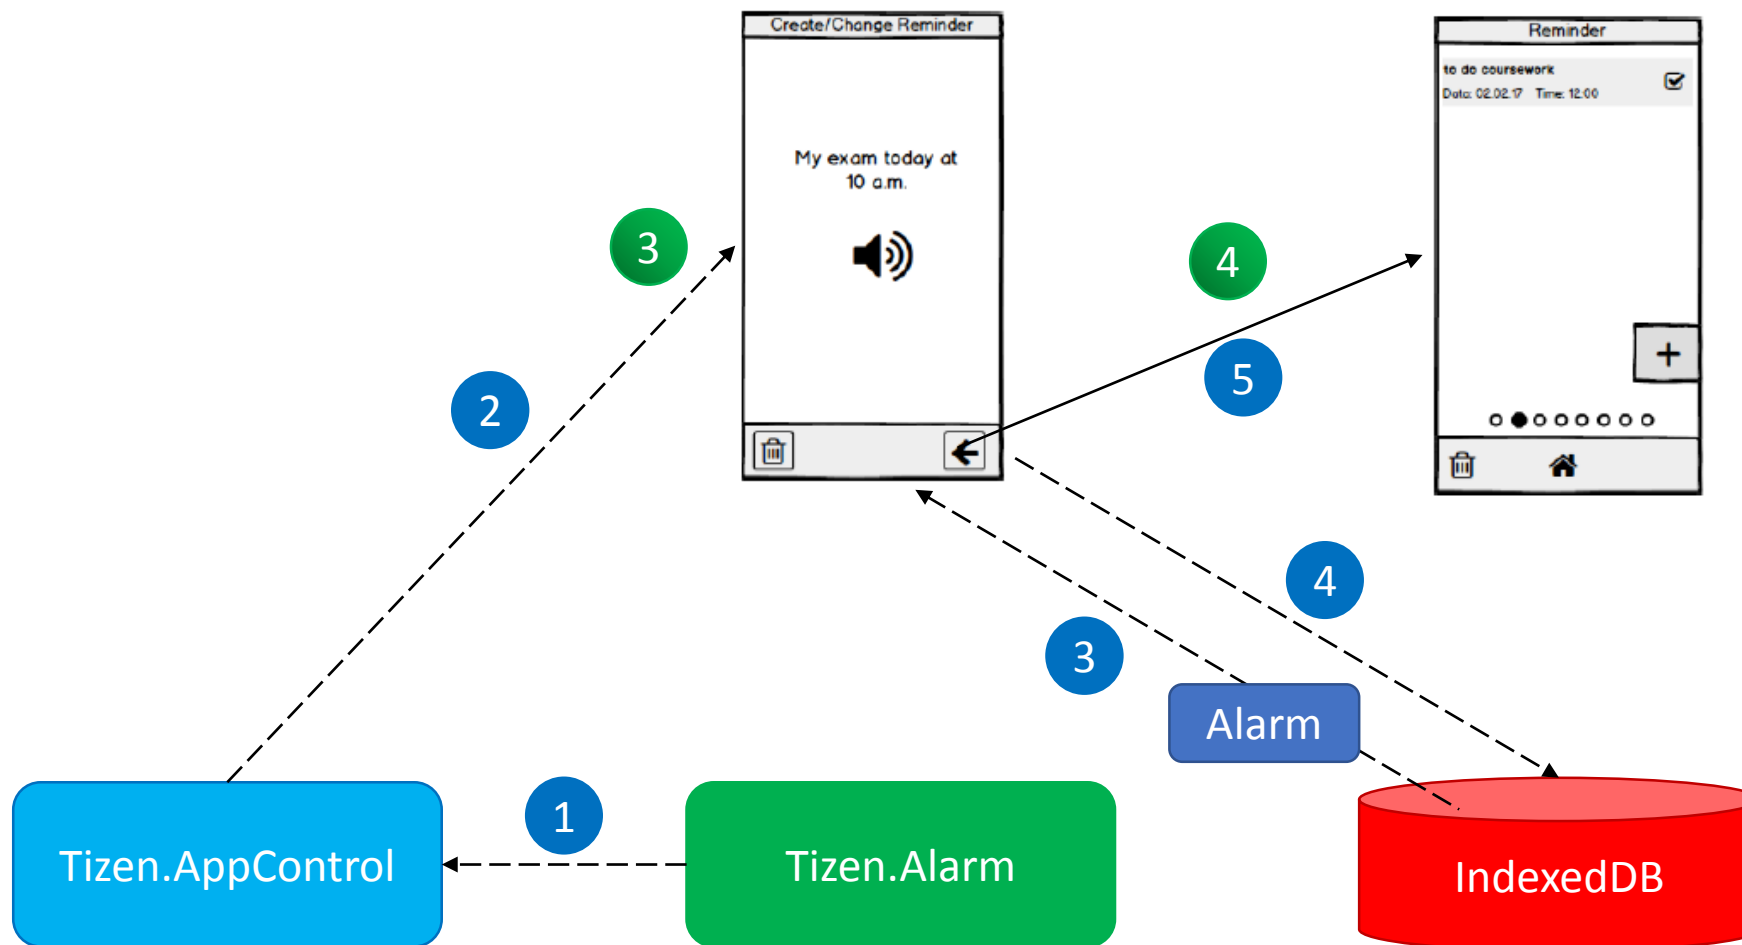 Create/Change Reminder
Reminder
to do coursework
Data: 02.02.17 Time: 12:00
My exam today at
10 a.m.
3
4
2
5
+
4
3
Alarm
1
Tizen.AppControl
Tizen.Alarm
IndexedDB